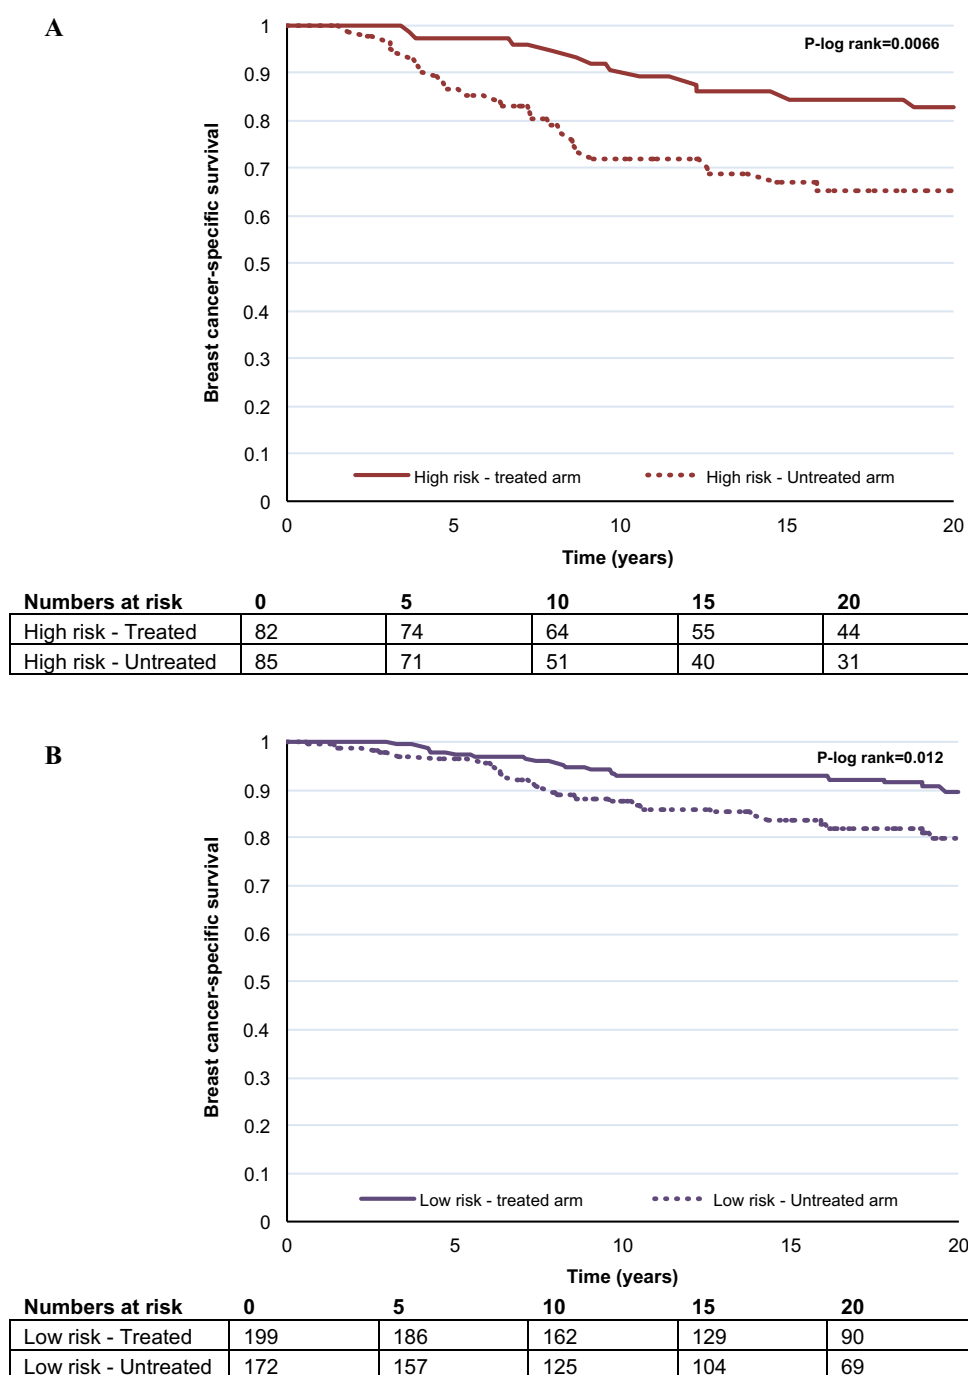 A
P-log rank=0.0066
Breast cancer-specific survival
1
0.9
0.8
0.7
0.6
0.5
0.4
0.3
0.2
0.1
0
High risk - treated arm High risk - Untreated arm
0 5 10 15 20
Time (years)
Numbers at risk 0 5 10 15 20
High risk - Treated 82 74 64 55 44
High risk - Untreated 85 71 51 40 31
B
P-log rank=0.012
Breast cancer-specific survival
1
0.9
0.8
0.7
0.6
0.5
0.4
0.3
0.2
0.1
0
Low risk - treated arm Low risk - Untreated arm
0 5 10 15 20
Time (years)
Numbers at risk 0 5 10 15 20
Low risk - Treated 199 186 162 129 90
Low risk - Untreated 172 157 125 104 69